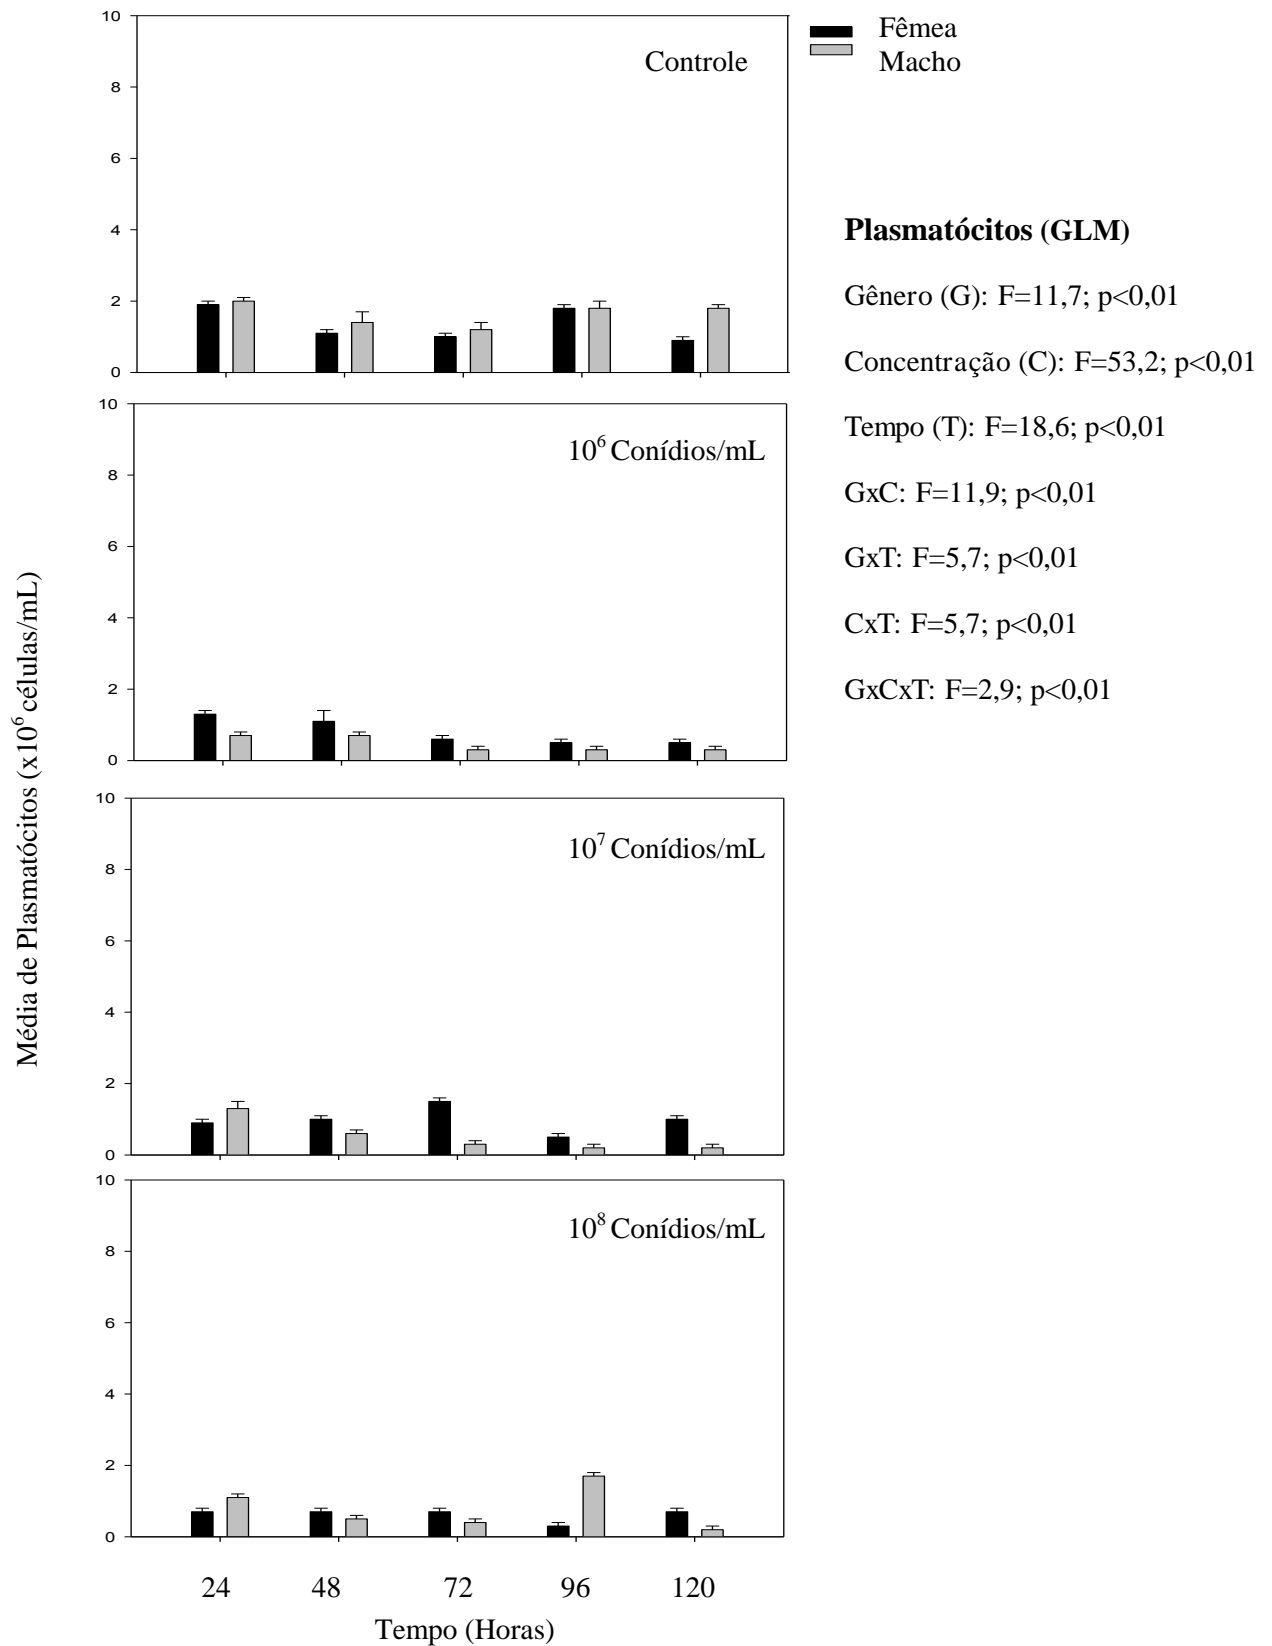 Fêmea
Macho
Controle
10
8
6
4
2
0
Plasmatócitos (GLM)
Gênero (G): F=11,7; p<0,01
Concentração (C): F=53,2; p<0,01
Tempo (T): F=18,6; p<0,01
GxC: F=11,9; p<0,01
GxT: F=5,7; p<0,01
CxT: F=5,7; p<0,01
GxCxT: F=2,9; p<0,01
Média de Plasmatócitos (x10⁶ células/mL)
10⁶ Conídios/mL
10
8
6
4
2
0
10⁷ Conídios/mL
10
8
6
4
2
0
10⁸ Conídios/mL
10
8
6
4
2
0
24 48 72 96 120
Tempo (Horas)